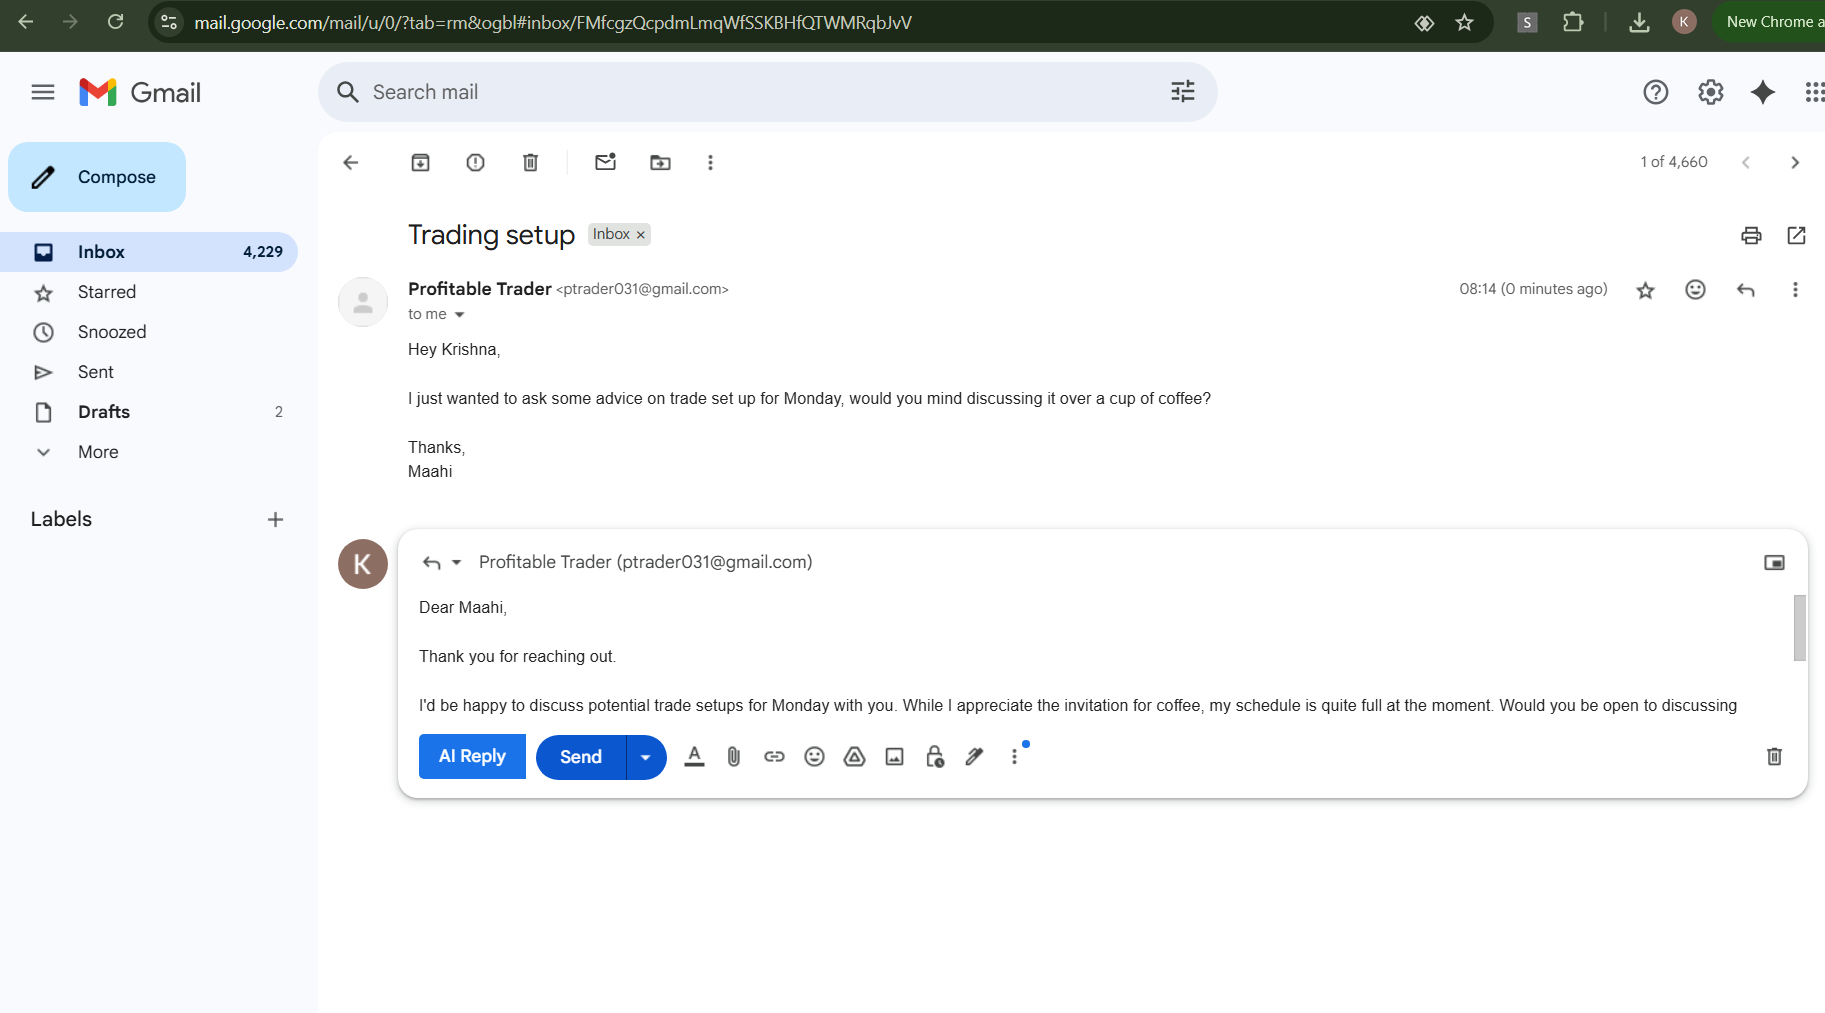 mail.google.com/mail/u/0/?tab=rm&ogbl#inbox/FMfcgzQcpdmLmqWfSSKBHfQTWMRqbJvV
S
K
New Chrome a
Gmail
Search mail
Compose
1 of 4,660
Inbox 4,229
Starred
Snoozed
Sent
Drafts 2
More
Labels
Trading setup
Inbox ×
Profitable Trader <ptrader031@gmail.com>
08:14 (0 minutes ago)
to me
Hey Krishna,
I just wanted to ask some advice on trade set up for Monday, would you mind discussing it over a cup of coffee?
Thanks,
Maahi
K
Profitable Trader (ptrader031@gmail.com)
Dear Maahi,
Thank you for reaching out.
I'd be happy to discuss potential trade setups for Monday with you. While I appreciate the invitation for coffee, my schedule is quite full at the moment. Would you be open to discussing
AI Reply
Send